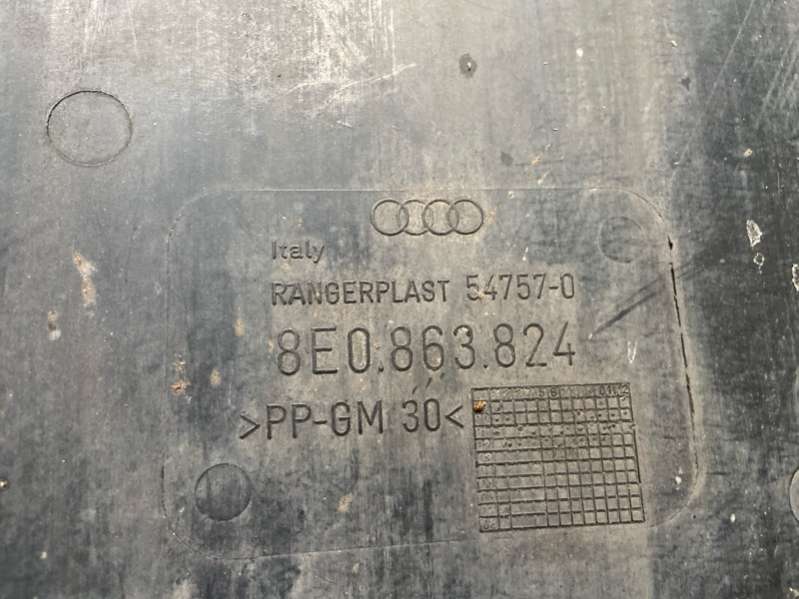 Italy
RANGERPLAST 54757-0
8E0.863.824
>PP-GM 30<